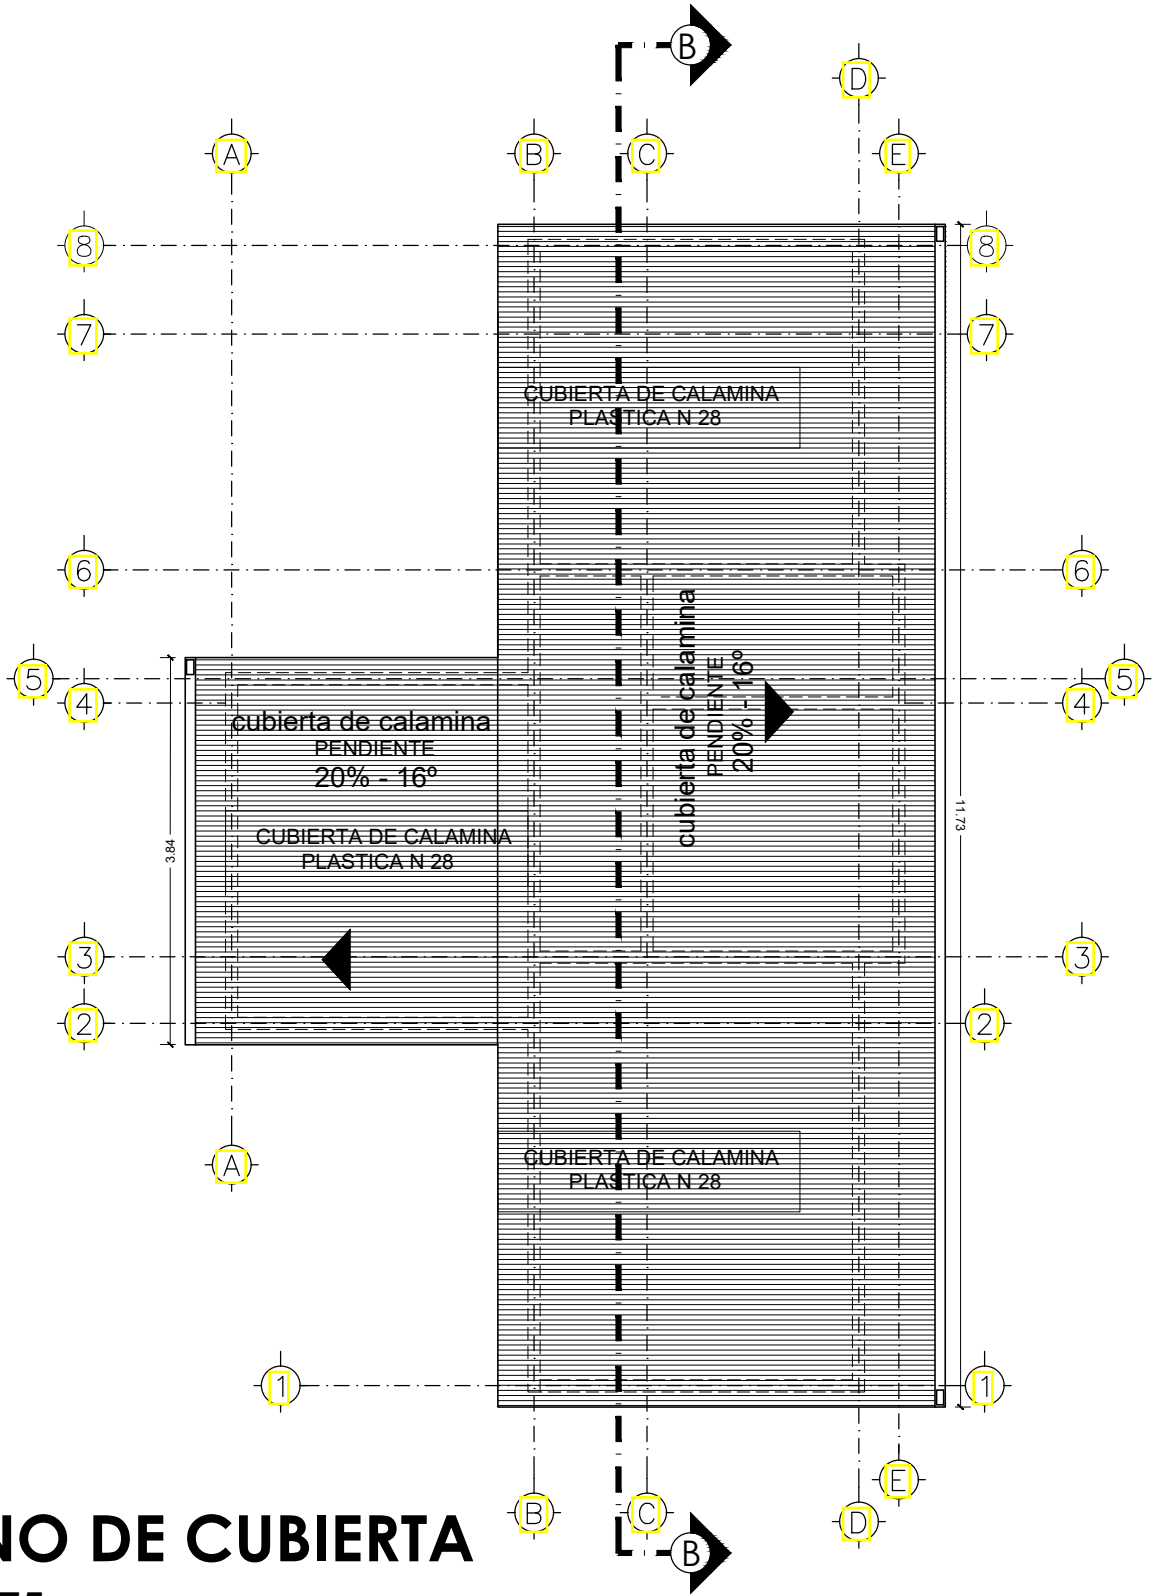 B
D
A
B
C
E
8
8
7
7
CUBIERTA DE CALAMINA
PLASTICA N 28
6
6
5
5
4
4
cubierta de calamina
PENDIENTE
20% - 16º
cubierta de calamina
PENDIENTE
20% - 16º
3.84
11.73
CUBIERTA DE CALAMINA
PLASTICA N 28
3
3
2
2
A
CUBIERTA DE CALAMINA
PLASTICA N 28
1
1
E
B
C
D
B
NO DE CUBIERTA